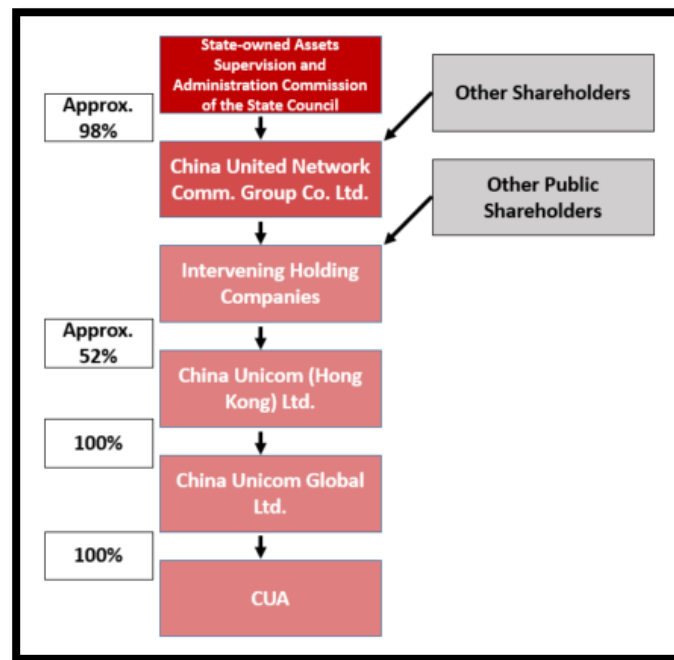 State-owned Assets
Supervision and
Administration Commission
of the State Council
Other Shareholders
Approx.
98%
China United Network
Comm. Group Co. Ltd.
Other Public
Shareholders
Intervening Holding
Companies
Approx.
52%
China Unicom (Hong
Kong) Ltd.
100%
China Unicom Global
Ltd.
100%
CUA